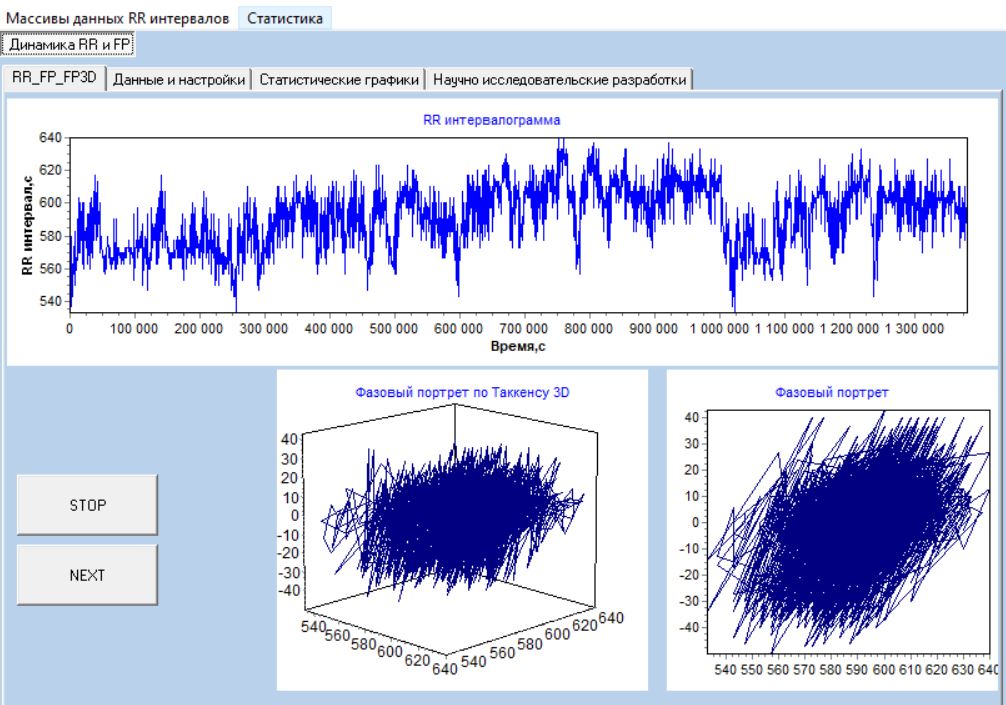 Массивы данных RR интервалов Статистика
Динамика RR и FP
RR_FP_FP3D Данные и настройки Статистические графики Научно исследовательские разработки
RR интервалограмма
640
620
600
580
560
540
RR интервал,с
0 100 000 200 000 300 000 400 000 500 000 600 000 700 000 800 000 900 000 1 000 000 1 100 000 1 200 000 1 300 000
Время,с
Фазовый портрет по Таккенсу 3D
40
30
20
10
0
-10
-20
-30
-40
540 560 580 600 620 640 540 560 580 600 620 640
Фазовый портрет
40
30
20
10
0
-10
-20
-30
-40
540 550 560 570 580 590 600 610 620 630 640
STOP
NEXT